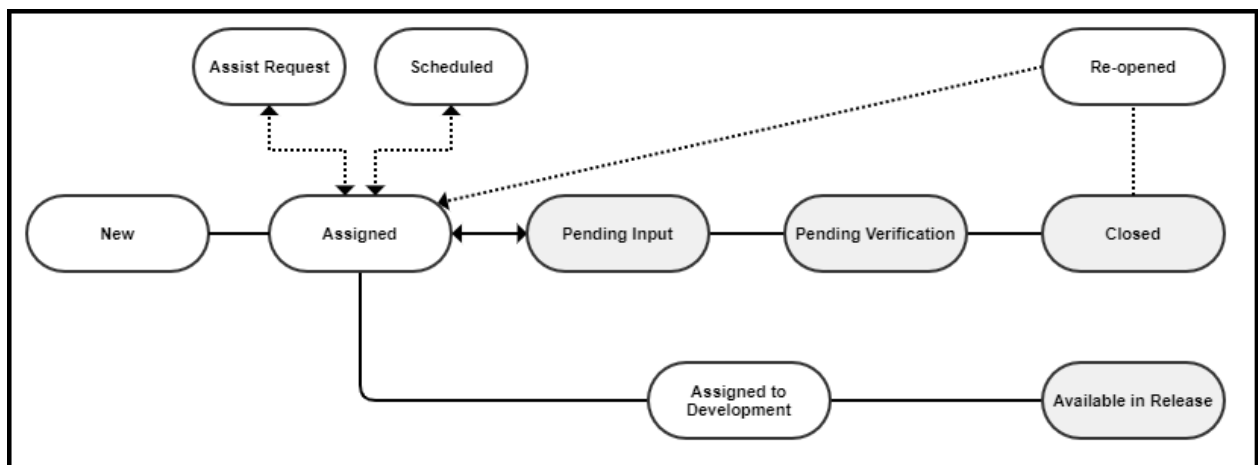 Assist Request
Scheduled
Re-opened
New
Assigned
Pending Input
Pending Verification
Closed
Assigned to
Development
Available in Release